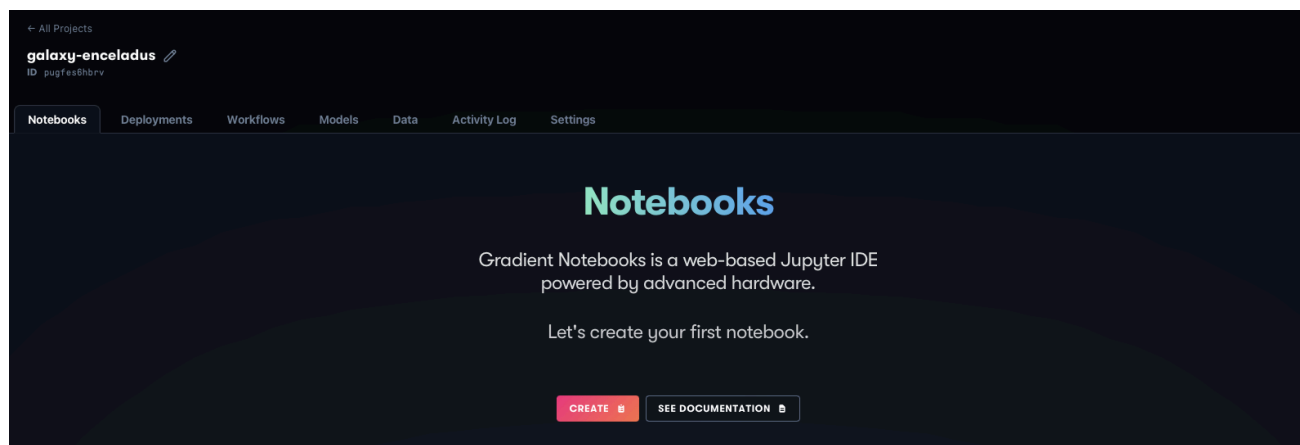 ← All Projects
galaxy-enceladus
ID pugfes6hbrv
Notebooks Deployments Workflows Models Data Activity Log Settings
Notebooks
Gradient Notebooks is a web-based Jupyter IDE
powered by advanced hardware.
Let's create your first notebook.
CREATE SEE DOCUMENTATION